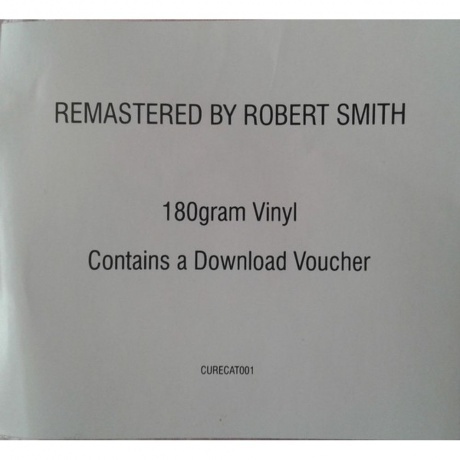 REMASTERED BY ROBERT SMITH
180gram Vinyl
Contains a Download Voucher
CURECAT001